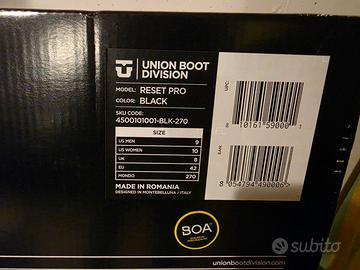 UNION BOOT
DIVISION
MODEL: RESET PRO
COLOR: BLACK
SKU CODE:
4500101001-BLK-270
SIZE
US MEN 9
US WOMEN 10
UK 8
EU 42
MONDO 270
MADE IN ROMANIA
DESIGNED IN MONTEBELLUNA / ITALY
UPC:
8 10161 59000 1
EAN:
8 054794 490006
BOA
unionbootdivision.com
subito